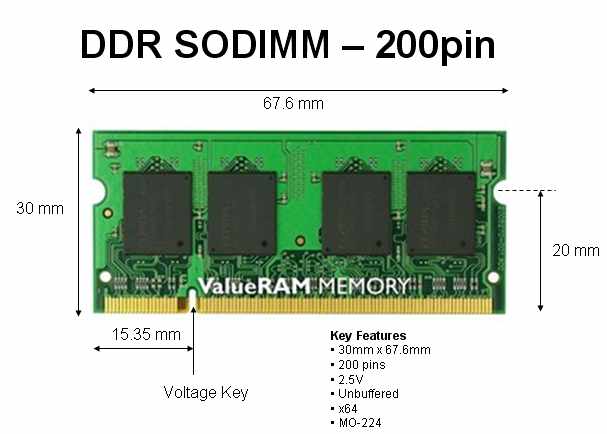 DDR SODIMM – 200pin
67.6 mm
30 mm
20 mm
ValueRAM MEMORY
15.35 mm
Voltage Key
Key Features
▪ 30mm x 67.6mm
▪ 200 pins
▪ 2.5V
▪ Unbuffered
▪ x64
▪ MO-224